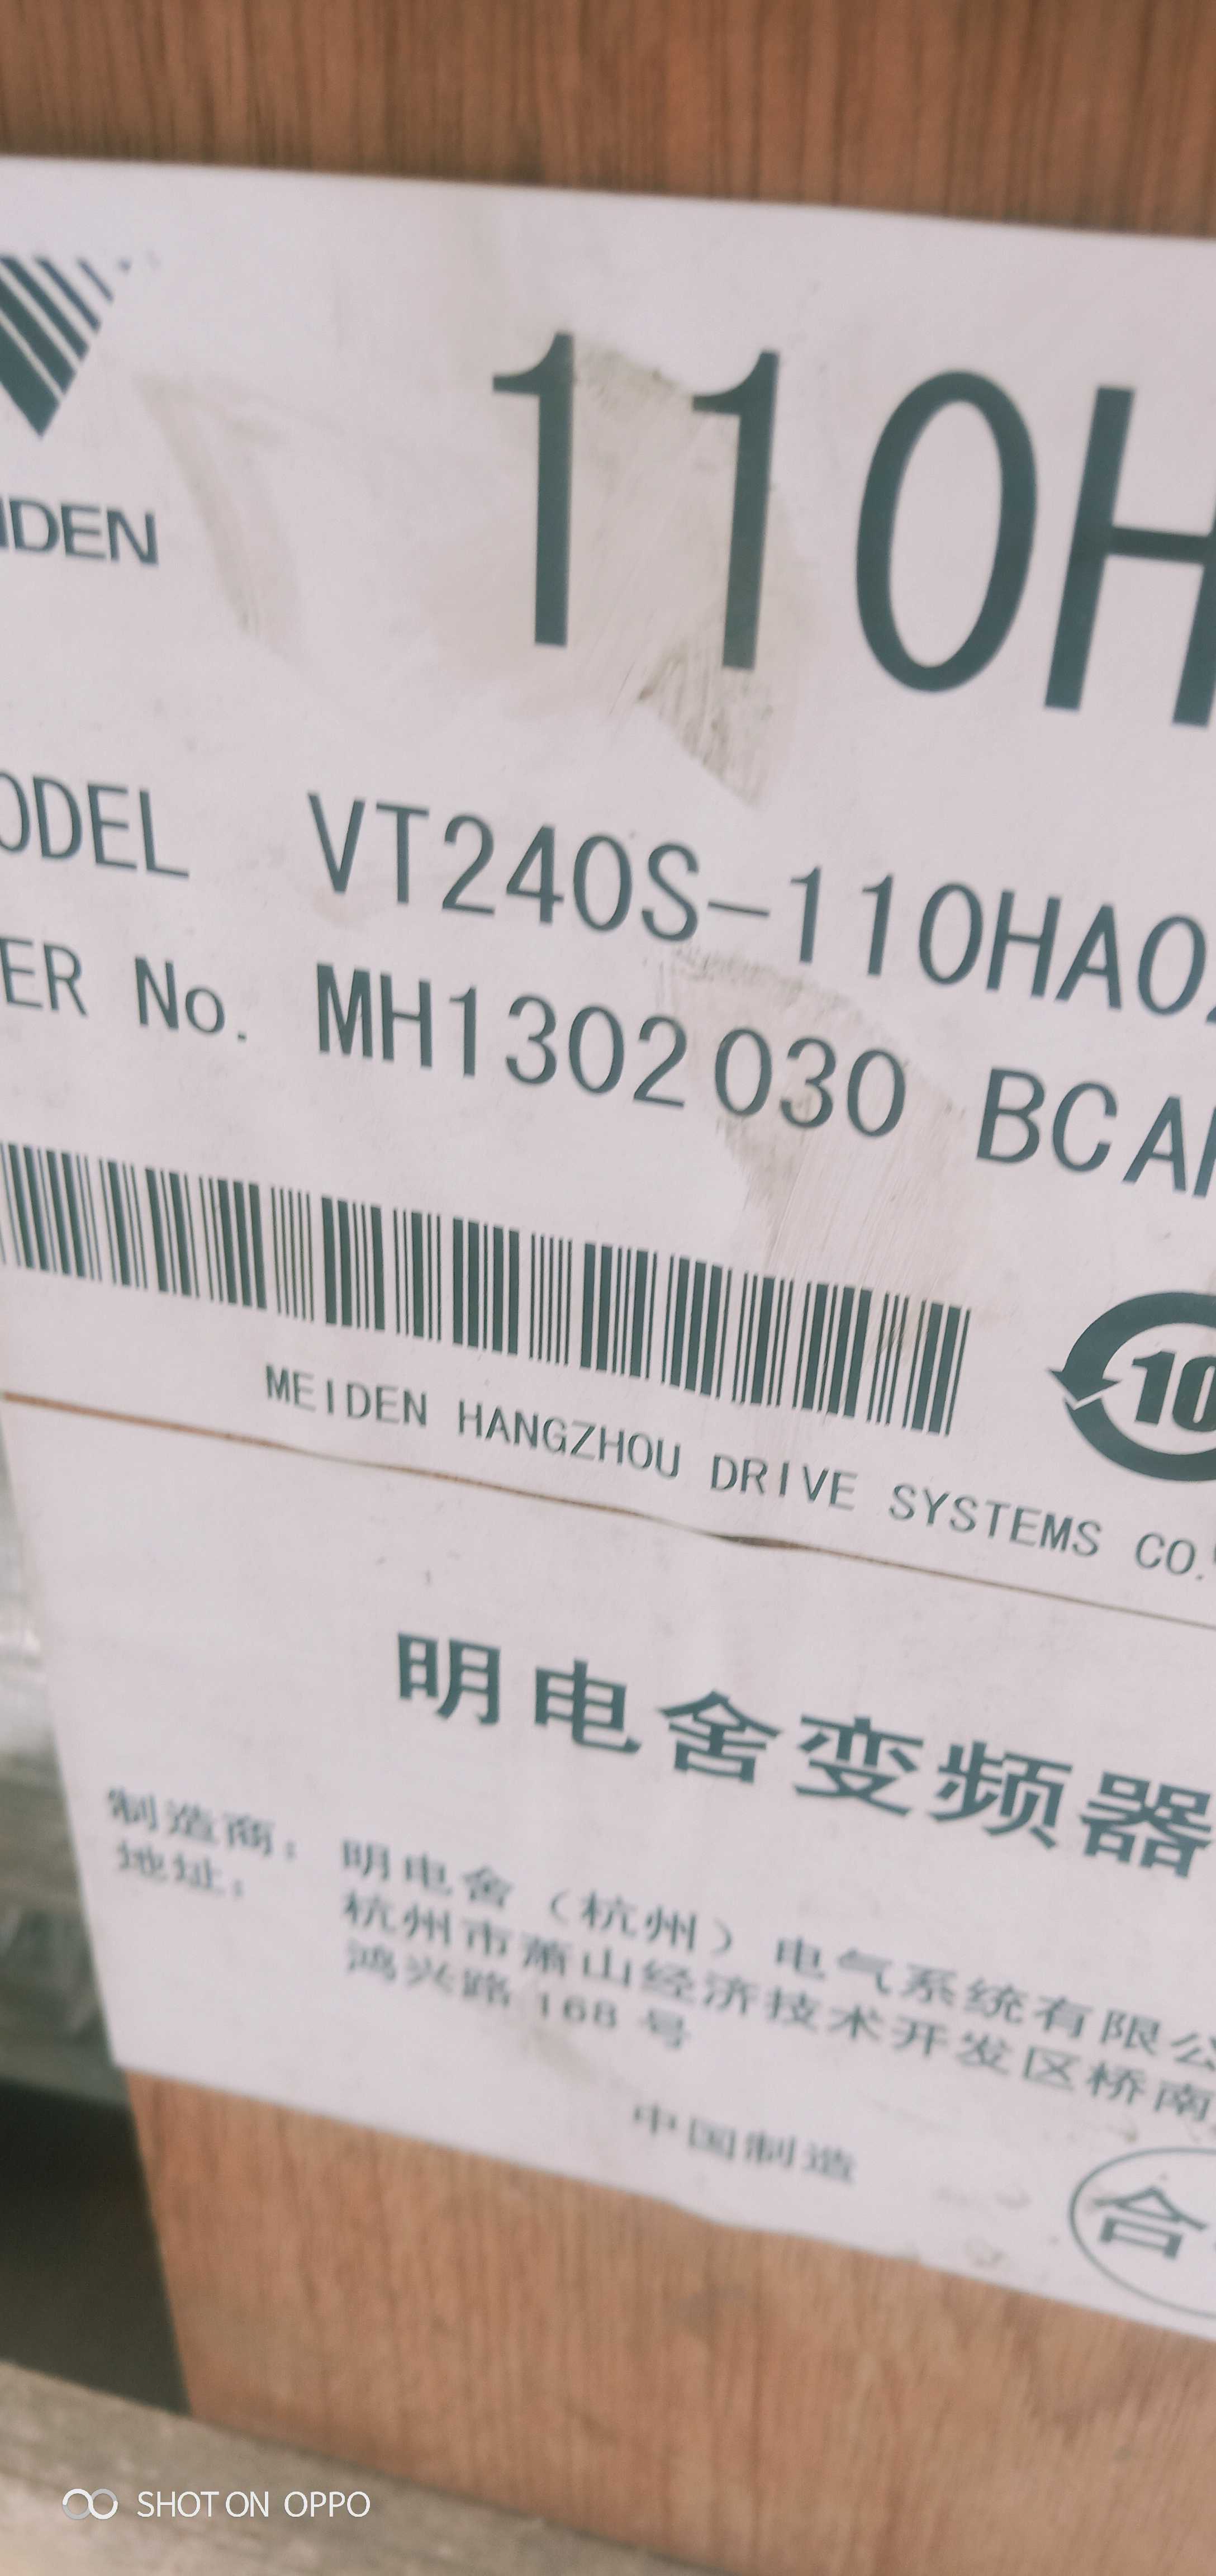 110H
IDEN
ODEL VT240S-110HA0
ER No. MH1302030 BCA
10
MEIDEN HANGZHOU DRIVE SYSTEMS CO.
明电舍变频器
制造商： 明电舍（杭州）电气系统有限公
地址： 杭州市萧山经济技术开发区桥南
鸿兴路 168 号
中国制造
合
SHOT ON OPPO